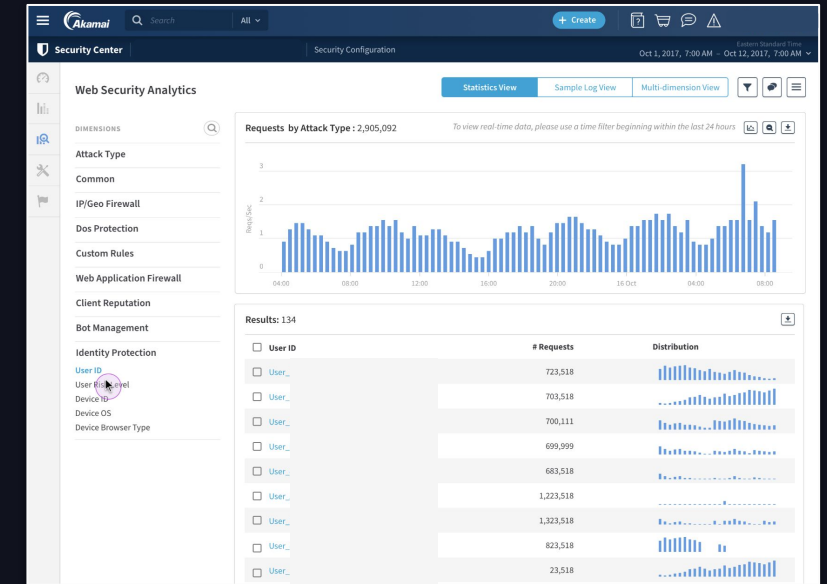 Akamai
Search
All
+ Create
Security Center
Security Configuration
Eastern Standard Time
Oct 1, 2017, 7:00 AM – Oct 12, 2017, 7:00 AM
Web Security Analytics
Statistics View
Sample Log View
Multi-dimension View
DIMENSIONS
Attack Type
Common
IP/Geo Firewall
Dos Protection
Custom Rules
Web Application Firewall
Client Reputation
Bot Management
Identity Protection
User ID
User Risk Level
Device ID
Device OS
Device Browser Type
Requests by Attack Type : 2,905,092
To view real-time data, please use a time filter beginning within the last 24 hours
Reqs/Sec
3
2
1
0
04:00 08:00 12:00 16:00 20:00 16 Oct 04:00 08:00
Results: 134
User ID # Requests Distribution
User_ 723,518
User_ 703,518
User_ 700,111
User_ 699,999
User_ 683,518
User_ 1,223,518
User_ 1,323,518
User_ 823,518
User_ 23,518